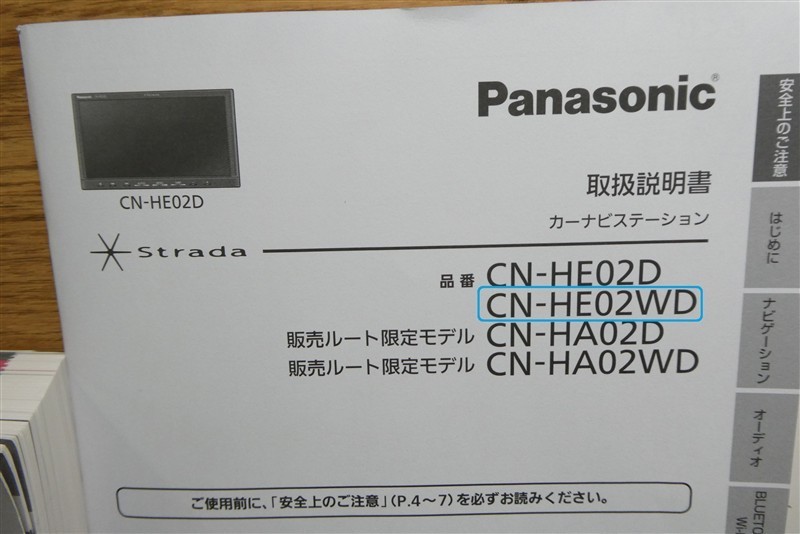 Panasonic®
CN-HE02D
取扱説明書
カーナビステーション
Strada
品番 CN-HE02D
CN-HE02WD
販売ルート限定モデル CN-HA02D
販売ルート限定モデル CN-HA02WD
ご使用前に、「安全上のご注意」(P.4〜7)を必ずお読みください。
安全上のご注意
はじめに
ナビゲーション
オーディオ